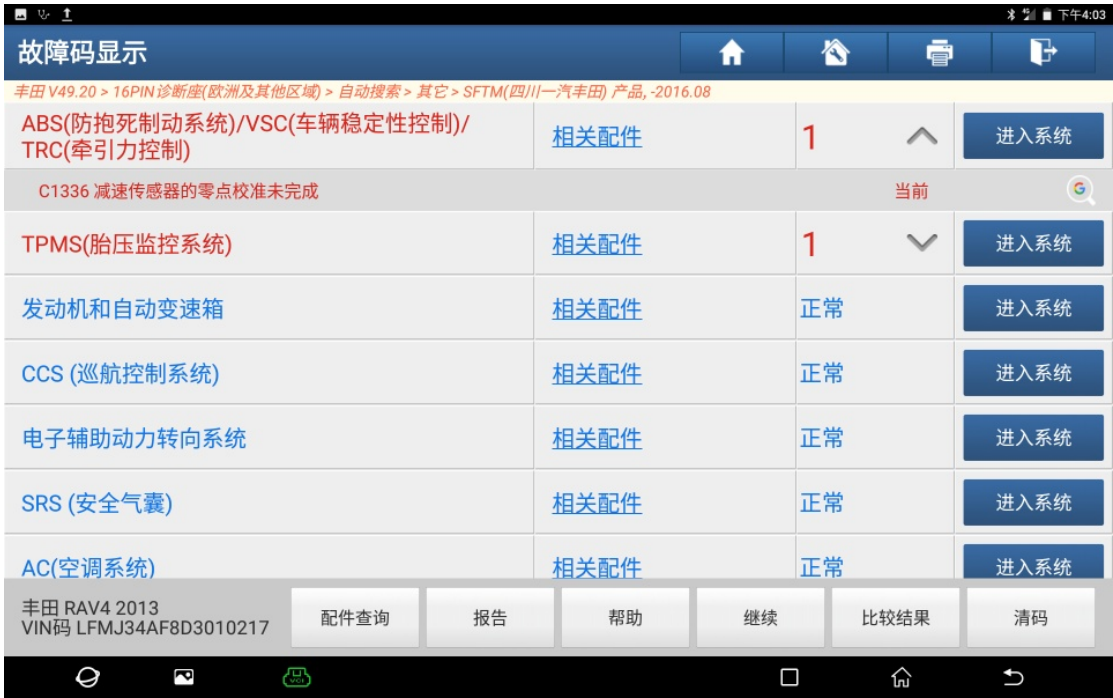 下午4:03
故障码显示
丰田 V49.20 > 16PIN诊断座(欧洲及其他区域) > 自动搜索 > 其它 > SFTM(四川一汽丰田) 产品, -2016.08
ABS(防抱死制动系统)/VSC(车辆稳定性控制)/
TRC(牵引力控制)
相关配件
1
进入系统
C1336 减速传感器的零点校准未完成
当前
G
TPMS(胎压监控系统)
相关配件
1
进入系统
发动机和自动变速箱
相关配件
正常
进入系统
CCS (巡航控制系统)
相关配件
正常
进入系统
电子辅助动力转向系统
相关配件
正常
进入系统
SRS (安全气囊)
相关配件
正常
进入系统
AC(空调系统)
相关配件
正常
进入系统
丰田 RAV4 2013
VIN码 LFMJ34AF8D3010217
配件查询
报告
帮助
继续
比较结果
清码
VCI